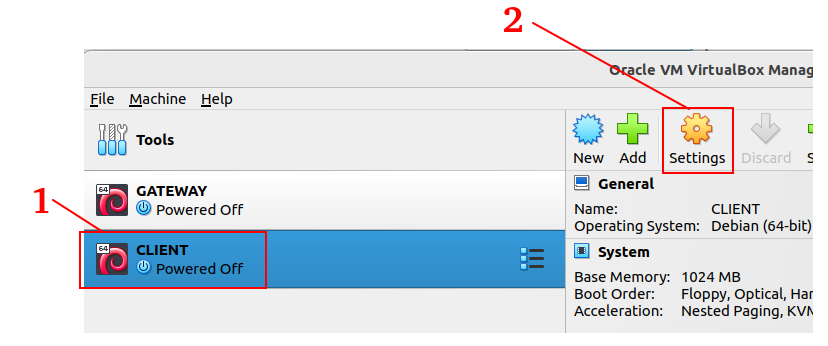 2
Oracle VM VirtualBox Manag
File Machine Help
Tools
New Add Settings Discard S
64
GATEWAY
Powered Off
1
64
CLIENT
Powered Off
General
Name: CLIENT
Operating System: Debian (64-bit)
System
Base Memory: 1024 MB
Boot Order: Floppy, Optical, Har
Acceleration: Nested Paging, KVM